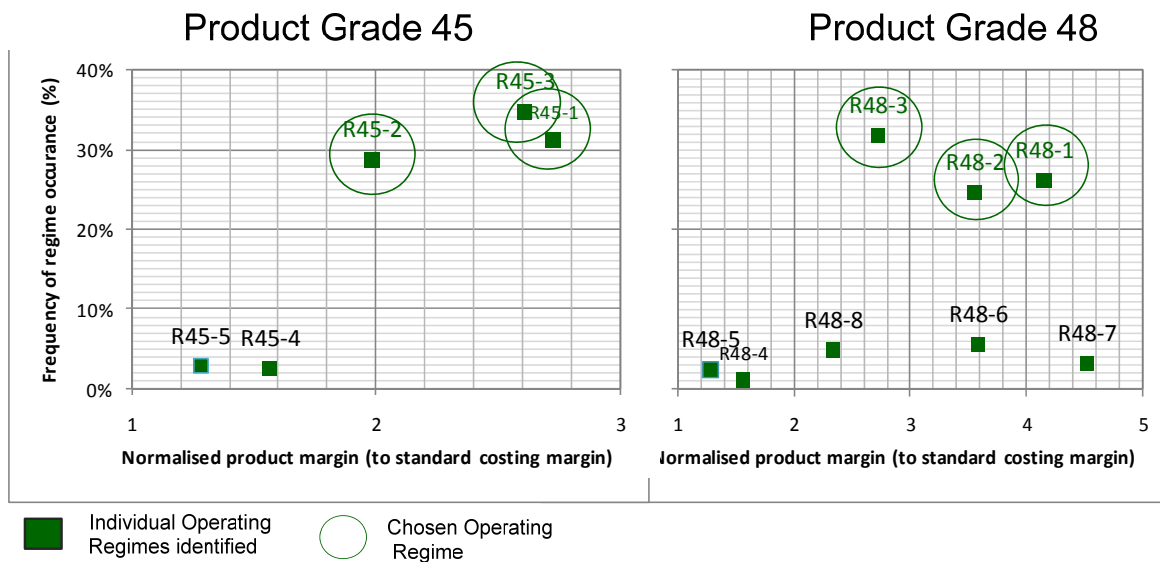 Product Grade 45
Product Grade 48
Frequency of regime occurance (%)
40%
30%
20%
10%
0%
R45-3
R45-1
R45-2
R45-5
R45-4
1
2
3
Normalised product margin (to standard costing margin)
R48-3
R48-2
R48-1
R48-8
R48-6
R48-7
R48-5
R48-4
1
2
3
4
5
ormalised product margin (to standard costing margin)
Individual Operating
Regimes identified
Chosen Operating
Regime